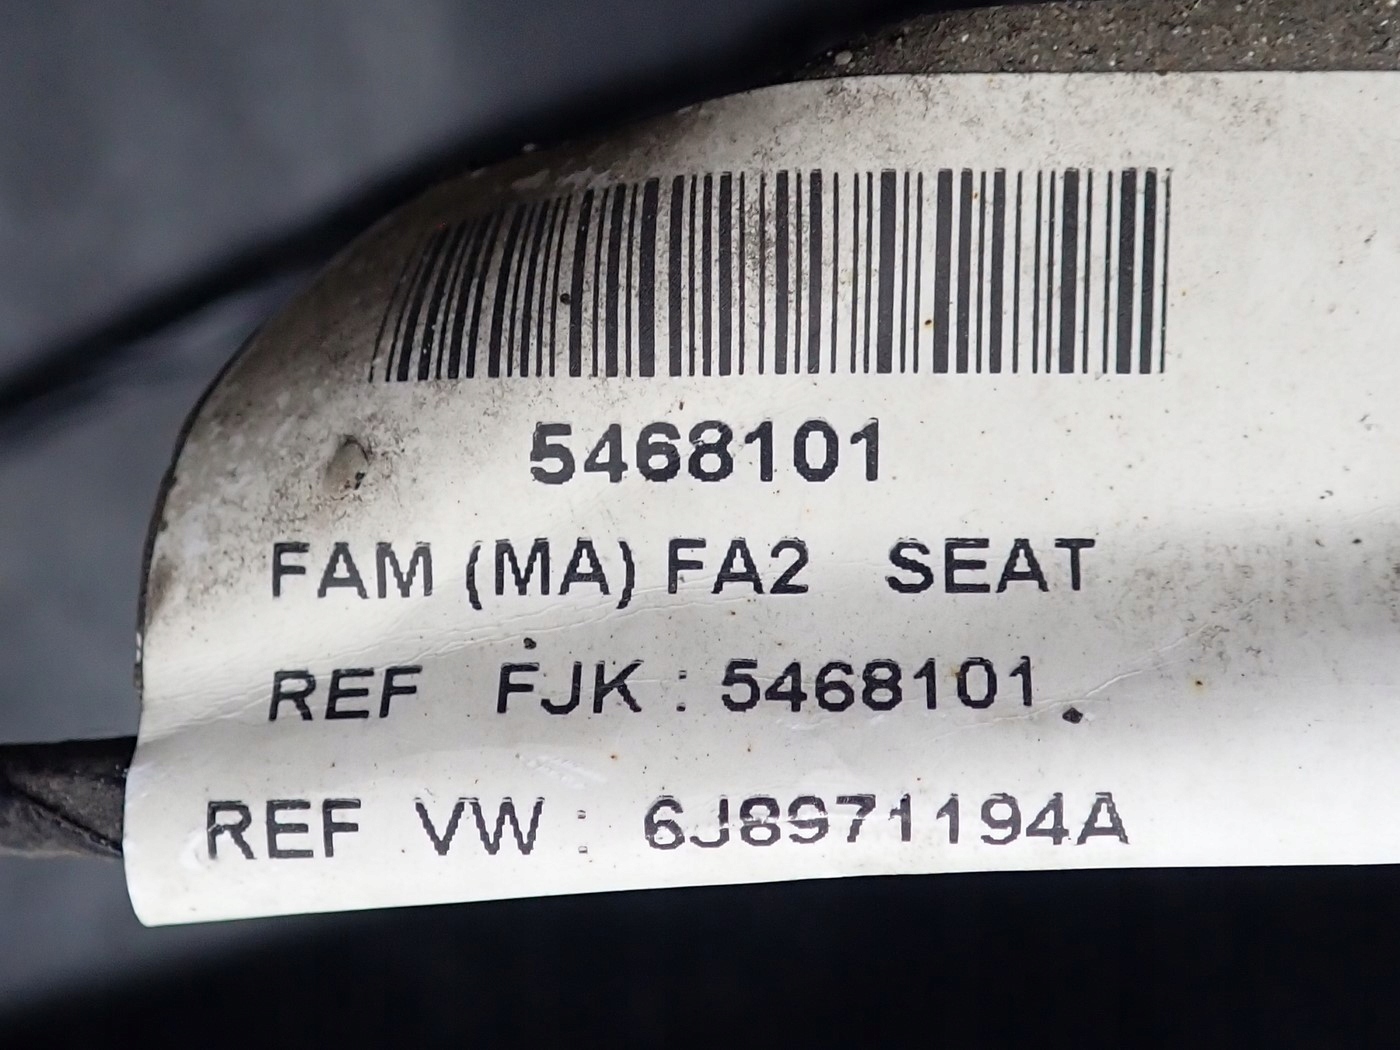 5468101
FAM (MA) FA2 SEAT
REF FJK : 5468101
REF VW : 6J8971194A